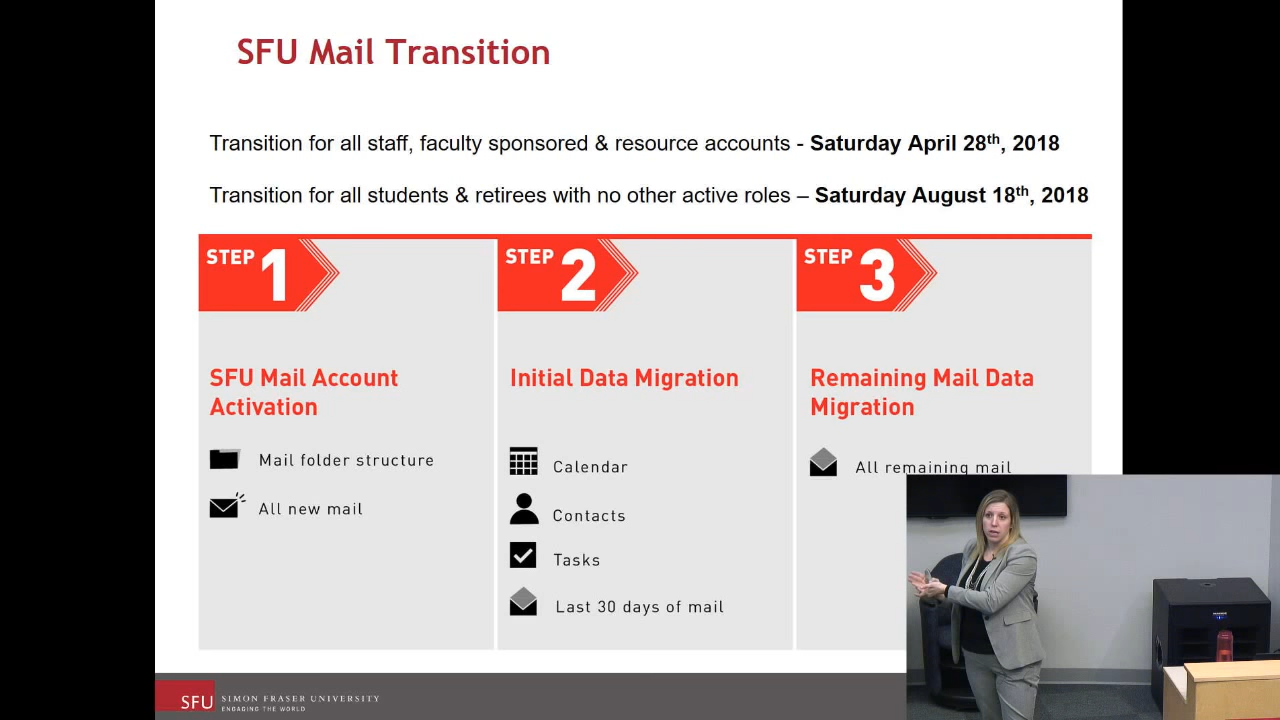 SFU Mail Transition
Transition for all staff, faculty sponsored & resource accounts - Saturday April 28th, 2018
Transition for all students & retirees with no other active roles – Saturday August 18th, 2018
STEP 1
SFU Mail Account
Activation
Mail folder structure
All new mail
STEP 2
Initial Data Migration
Calendar
Contacts
Tasks
Last 30 days of mail
STEP 3
Remaining Mail Data
Migration
All remaining mail
SFU SIMON FRASER UNIVERSITY
ENGAGING THE WORLD